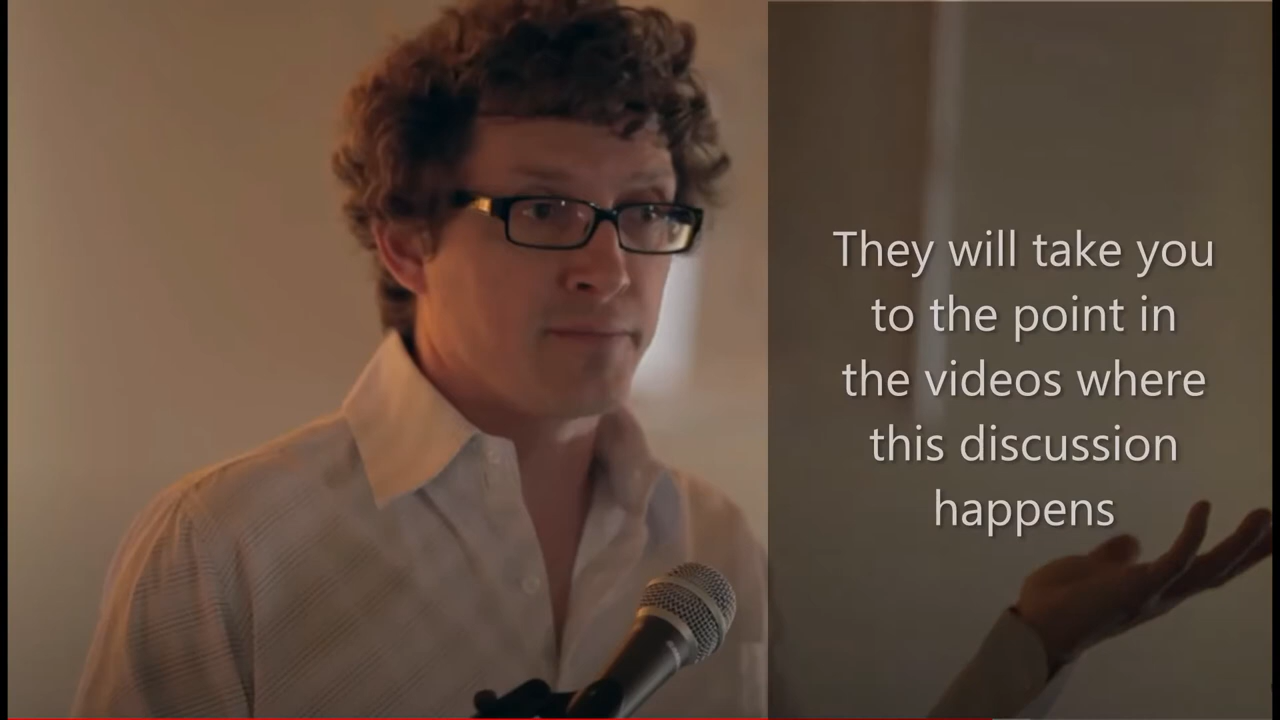 They will take you
to the point in
the videos where
this discussion
happens